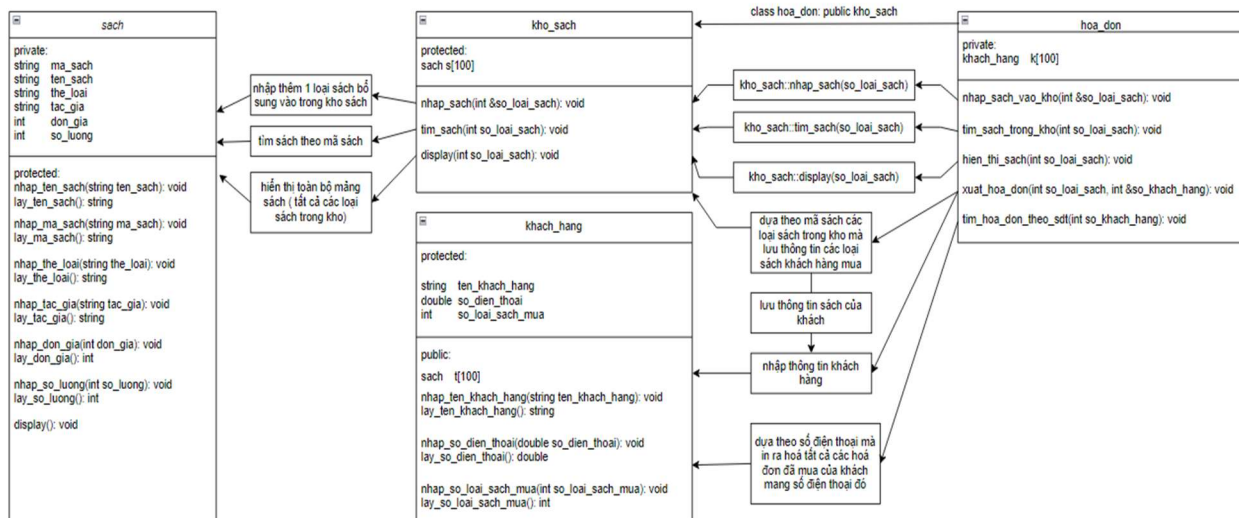 sach
private:
string ma_sach
string ten_sach
string the_loai
string tac_gia
int don_gia
int so_luong
protected:
nhap_ten_sach(string ten_sach): void
lay_ten_sach(): string
nhap_ma_sach(string ma_sach): void
lay_ma_sach(): string
nhap_the_loai(string the_loai): void
lay_the_loai(): string
nhap_tac_gia(string tac_gia): void
lay_tac_gia(): string
nhap_don_gia(int don_gia): void
lay_don_gia(): int
nhap_so_luong(int so_luong): void
lay_so_luong(): int
display(): void
nhập thêm 1 loại sách bổ
sung vào trong kho sách
tìm sách theo mã sách
hiển thị toàn bộ mảng
sách ( tất cả các loại
sách trong kho)
kho_sach
protected:
sach s[100]
nhap_sach(int &so_loai_sach): void
tim_sach(int so_loai_sach): void
display(int so_loai_sach): void
khach_hang
protected:
string ten_khach_hang
double so_dien_thoai
int so_loai_sach_mua
public:
sach t[100]
nhap_ten_khach_hang(string ten_khach_hang): void
lay_ten_khach_hang(): string
nhap_so_dien_thoai(double so_dien_thoai): void
lay_so_dien_thoai(): double
nhap_so_loai_sach_mua(int so_loai_sach_mua): void
lay_so_loai_sach_mua(): int
class hoa_don: public kho_sach
kho_sach::nhap_sach(so_loai_sach)
kho_sach::tim_sach(so_loai_sach)
kho_sach::display(so_loai_sach)
dựa theo mã sách các
loại sách trong kho mà
lưu thông tin các loại
sách khách hàng mua
lưu thông tin sách của
khách
nhập thông tin khách
hàng
dựa theo số điện thoại mà
in ra hoá tất cả các hoá
đơn đã mua của khách
mang số điện thoại đó
hoa_don
private:
khach_hang k[100]
nhap_sach_vao_kho(int &so_loai_sach): void
tim_sach_trong_kho(int so_loai_sach): void
hien_thi_sach(int so_loai_sach): void
xuat_hoa_don(int so_loai_sach, int &so_khach_hang): void
tim_hoa_don_theo_sdt(int so_khach_hang): void